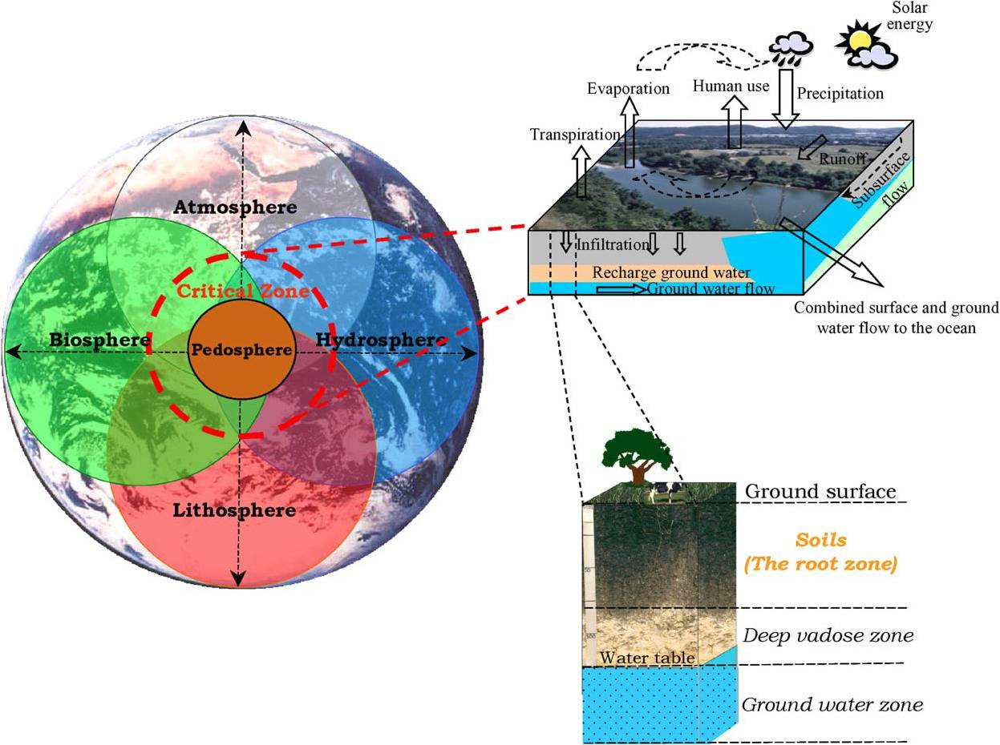 Atmosphere
Critical Zone
Biosphere
Hydrosphere
Pedosphere
Lithosphere
Solar
energy
Evaporation
Human use
Precipitation
Transpiration
Runoff
Subsurface
flow
Infiltration
Recharge ground water
Ground water flow
Combined surface and ground
water flow to the ocean
Ground surface
Soils
(The root zone)
50
Deep vadose zone
100
Water table
Ground water zone